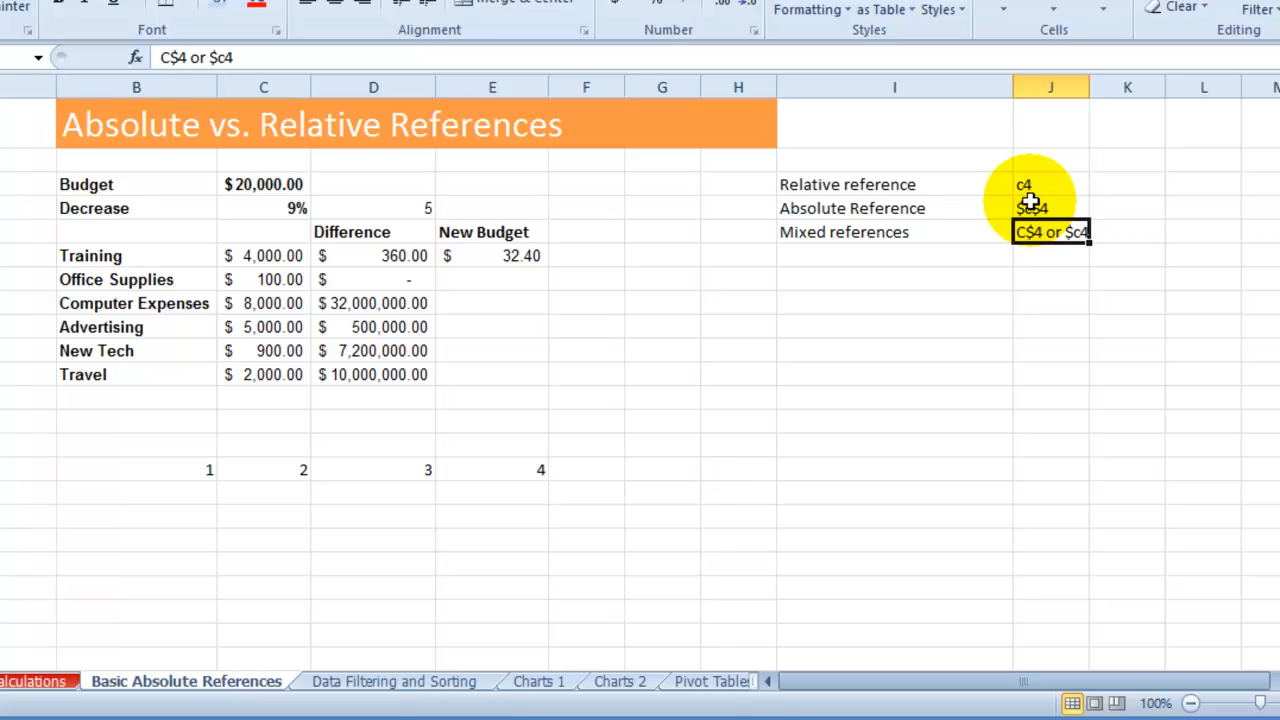 Merge & Center
$ %
Formatting as Table Styles
Clear
Filter
Font Alignment Number Styles Cells Editing
fx C$4 or $c4
B C D E F G H I J K L M
Absolute vs. Relative References
Budget $ 20,000.00 Relative reference c4
Decrease 9% 5 Absolute Reference $c$4
Difference New Budget Mixed references C$4 or $c4
Training $ 4,000.00 $ 360.00 $ 32.40
Office Supplies $ 100.00 $ -
Computer Expenses $ 8,000.00 $ 32,000,000.00
Advertising $ 5,000.00 $ 500,000.00
New Tech $ 900.00 $ 7,200,000.00
Travel $ 2,000.00 $ 10,000,000.00
1 2 3 4
alculations Basic Absolute References Data Filtering and Sorting Charts 1 Charts 2 Pivot Tables
100%